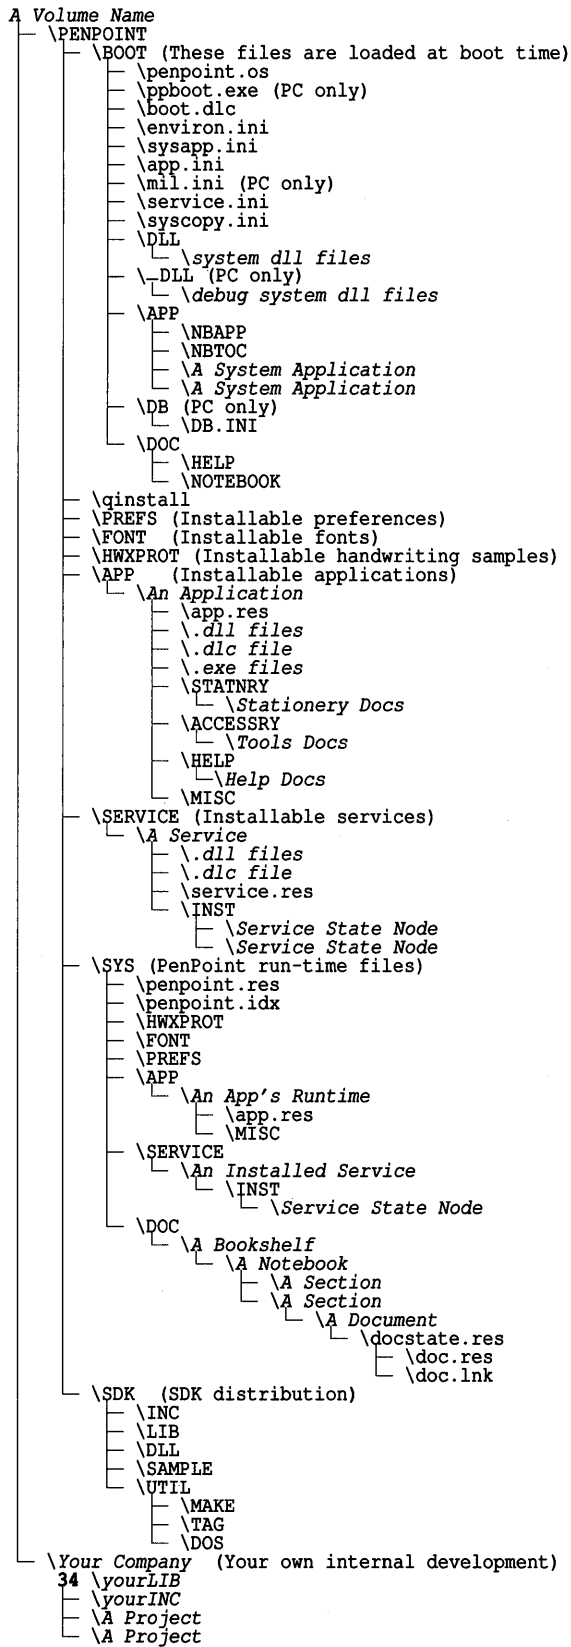 A Volume Name
\PENPOINT
\BOOT (These files are loaded at boot time)
\penpoint.os
\ppboot.exe (PC only)
\boot.dlc
\environ.ini
\sysapp.ini
\app.ini
\mil.ini (PC only)
\service.ini
\syscopy.ini
\DLL
\system dll files
\_DLL (PC only)
\debug system dll files
\APP
\NBAPP
\NBTOC
\A System Application
\A System Application
\DB (PC only)
\DB.INI
\DOC
\HELP
\NOTEBOOK
\qinstall
\PREFS (Installable preferences)
\FONT (Installable fonts)
\HWXPROT (Installable handwriting samples)
\APP (Installable applications)
\An Application
\app.res
\.dll files
\.dlc file
\.exe files
\STATNRY
\Stationery Docs
\ACCESSRY
\Tools Docs
\HELP
\Help Docs
\MISC
\SERVICE (Installable services)
\A Service
\.dll files
\.dlc file
\service.res
\INST
\Service State Node
\Service State Node
\SYS (PenPoint run-time files)
\penpoint.res
\penpoint.idx
\HWXPROT
\FONT
\PREFS
\APP
\An App's Runtime
\app.res
\MISC
\SERVICE
\An Installed Service
\INST
\Service State Node
\DOC
\A Bookshelf
\A Notebook
\A Section
\A Section
\A Document
\docstate.res
\doc.res
\doc.lnk
\SDK (SDK distribution)
\INC
\LIB
\DLL
\SAMPLE
\UTIL
\MAKE
\TAG
\DOS
\Your Company (Your own internal development)
34 \yourLIB
\yourINC
\A Project
\A Project